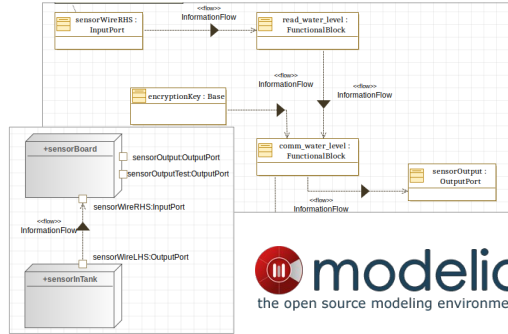 sensorWireRHS :
InputPort
<<flow>>
InformationFlow
read_water_level :
FunctionalBlock
<<flow>>
InformationFlow
<<flow>>
InformationFlow
encryptionKey : Base
comm_water_level :
FunctionalBlock
<<flow>>
InformationFlow
sensorOutput :
OutputPort
+sensorBoard
sensorOutput:OutputPort
sensorOutputTest:OutputPort
sensorWireRHS:InputPort
<<flow>>
InformationFlow
sensorWireLHS:OutputPort
+sensorInTank
modelio
the open source modeling environme